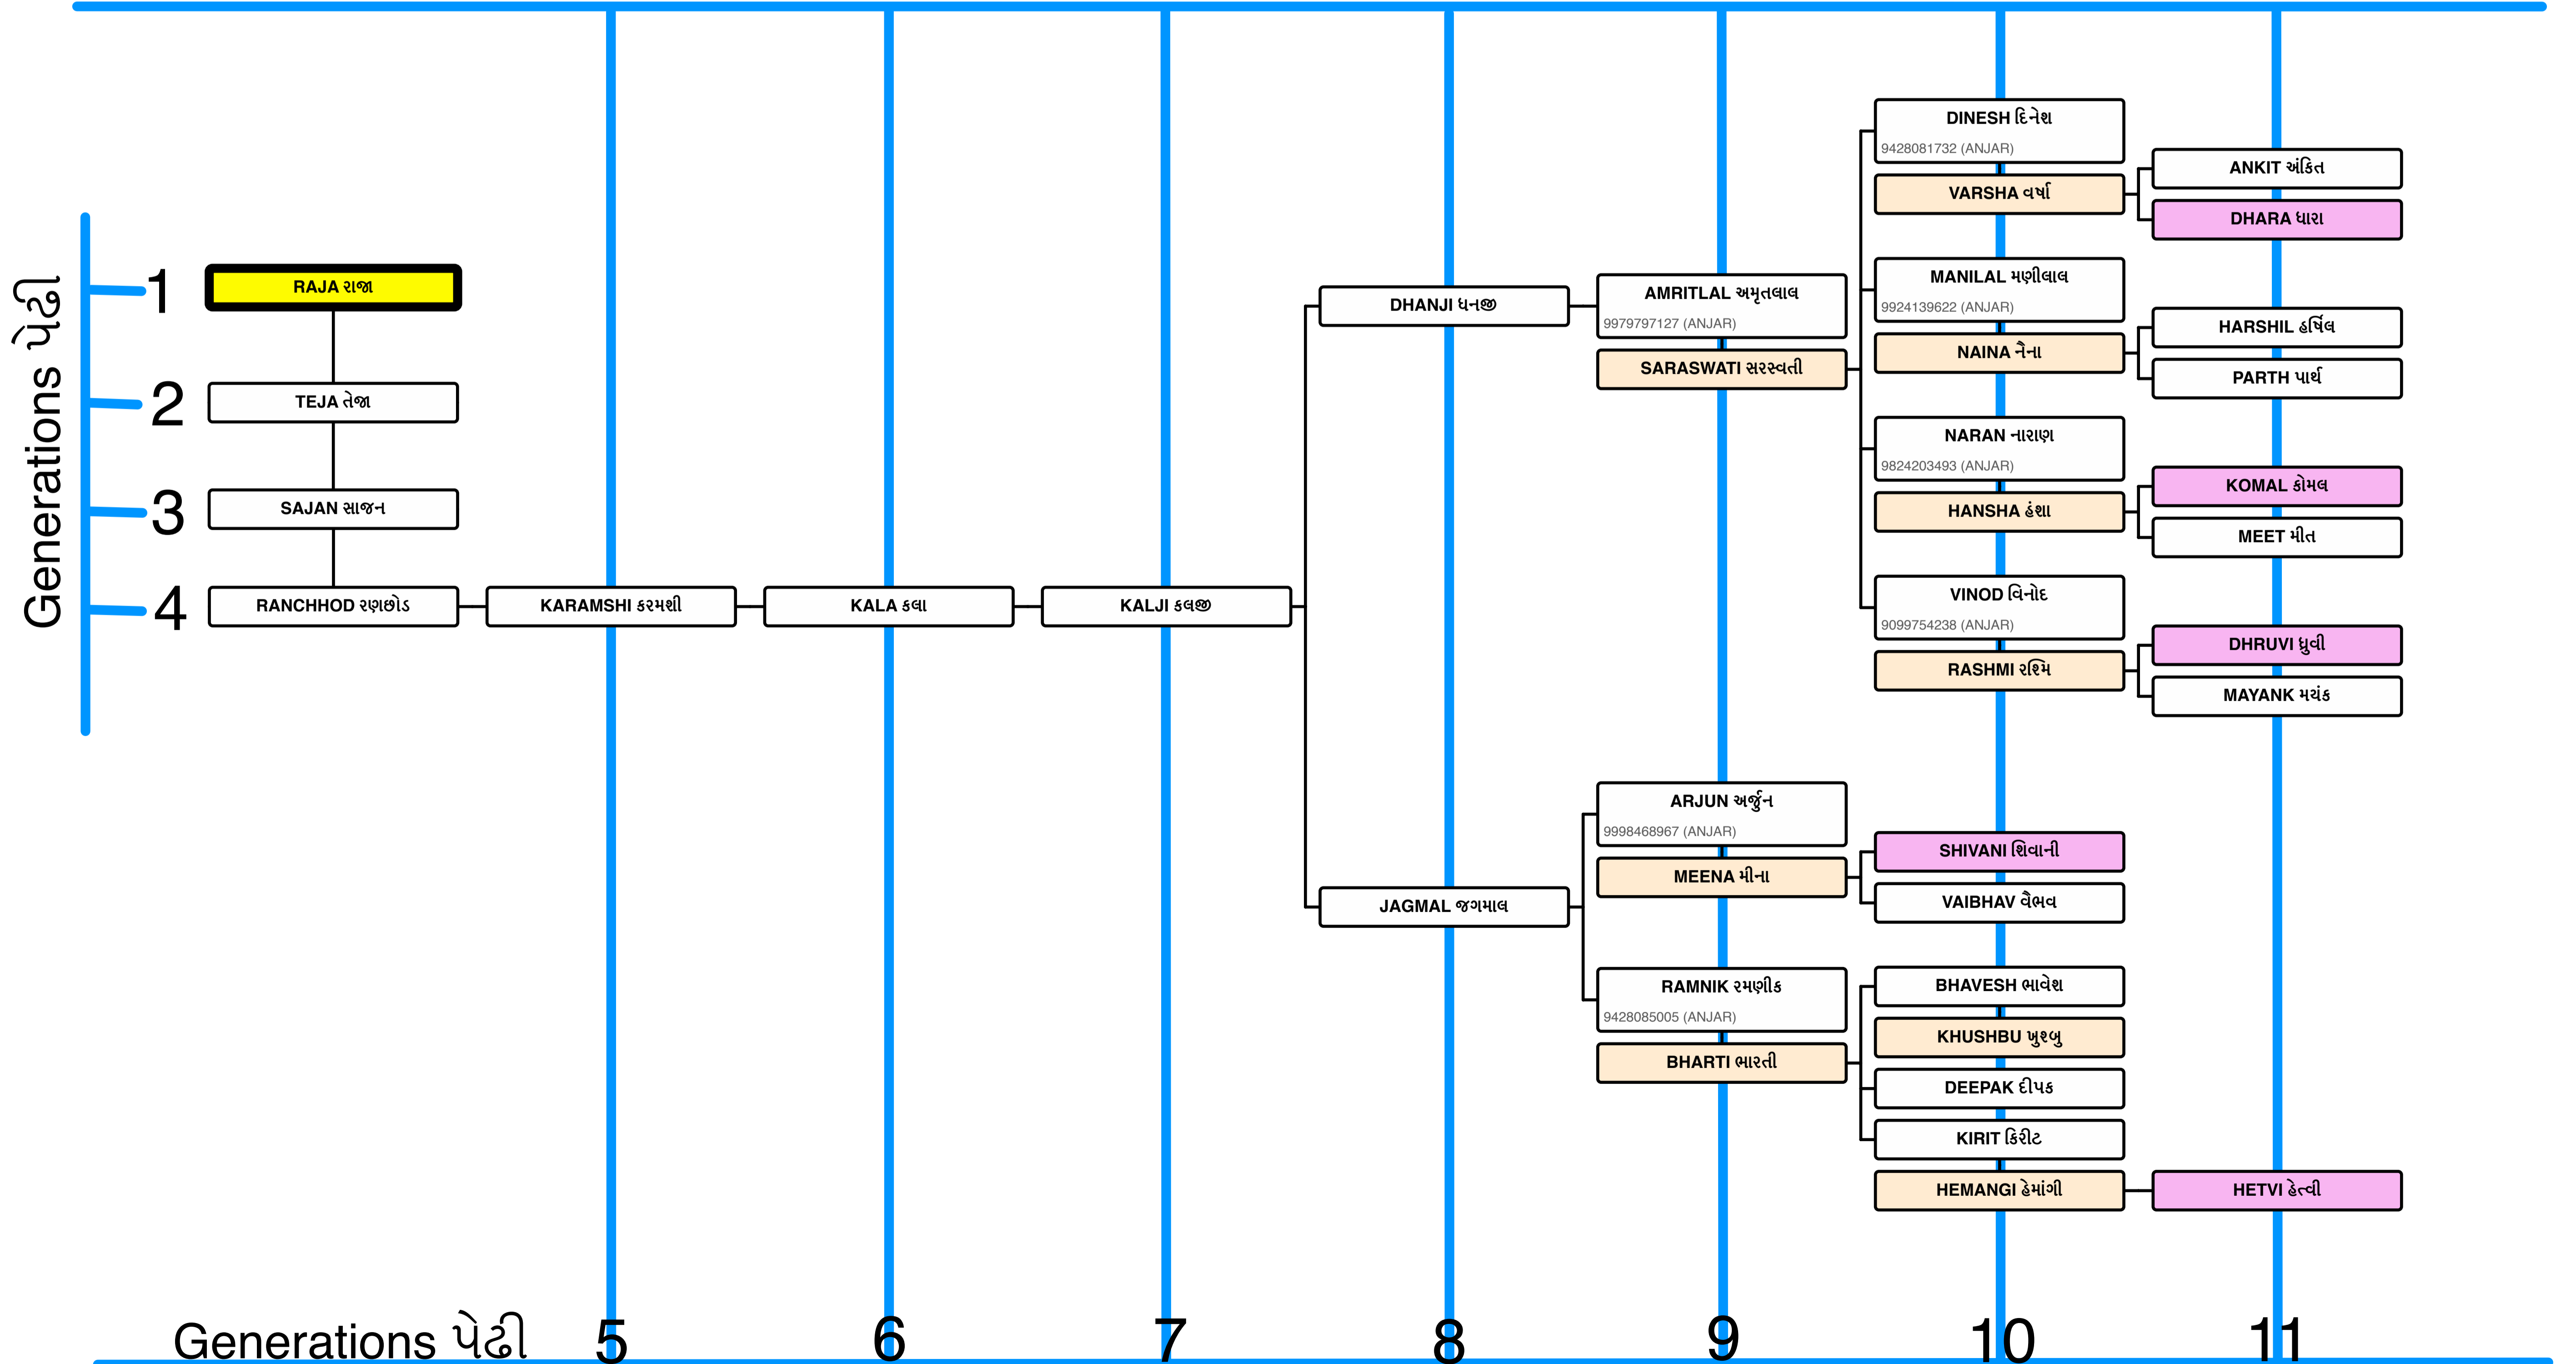 Generations પેઢી
1
RAJA રાજા
2
TEJA તેજા
3
SAJAN સાજન
4
RANCHHOD રણછોડ
KARAMSHI કરમશી
KALA કલા
KALJI કલજી
DHANJI ધનજી
AMRITLAL અમૃતલાલ
9979797127 (ANJAR)
SARASWATI સરસ્વતી
DINESH દિનેશ
9428081732 (ANJAR)
VARSHA વર્ષા
ANKIT અંકિત
DHARA ધારા
MANILAL મણીલાલ
9924139622 (ANJAR)
NAINA નૈના
HARSHIL હર્ષિલ
PARTH પાર્થ
NARAN નારાણ
9824203493 (ANJAR)
HANSHA હંશા
KOMAL કોમલ
MEET મીત
VINOD વિનોદ
9099754238 (ANJAR)
RASHMI રશ્મિ
DHRUVI ધ્રુવી
MAYANK મયંક
JAGMAL જગમાલ
ARJUN અર્જુન
9998468967 (ANJAR)
MEENA મીના
SHIVANI શિવાની
VAIBHAV વૈભવ
RAMNIK રમણીક
9428085005 (ANJAR)
BHARTI ભારતી
BHAVESH ભાવેશ
KHUSHBU ખુશ્બુ
DEEPAK દીપક
KIRIT કિરીટ
HEMANGI હેમાંગી
HETVI હેત્વી
Generations પેઢી
5
6
7
8
9
10
11